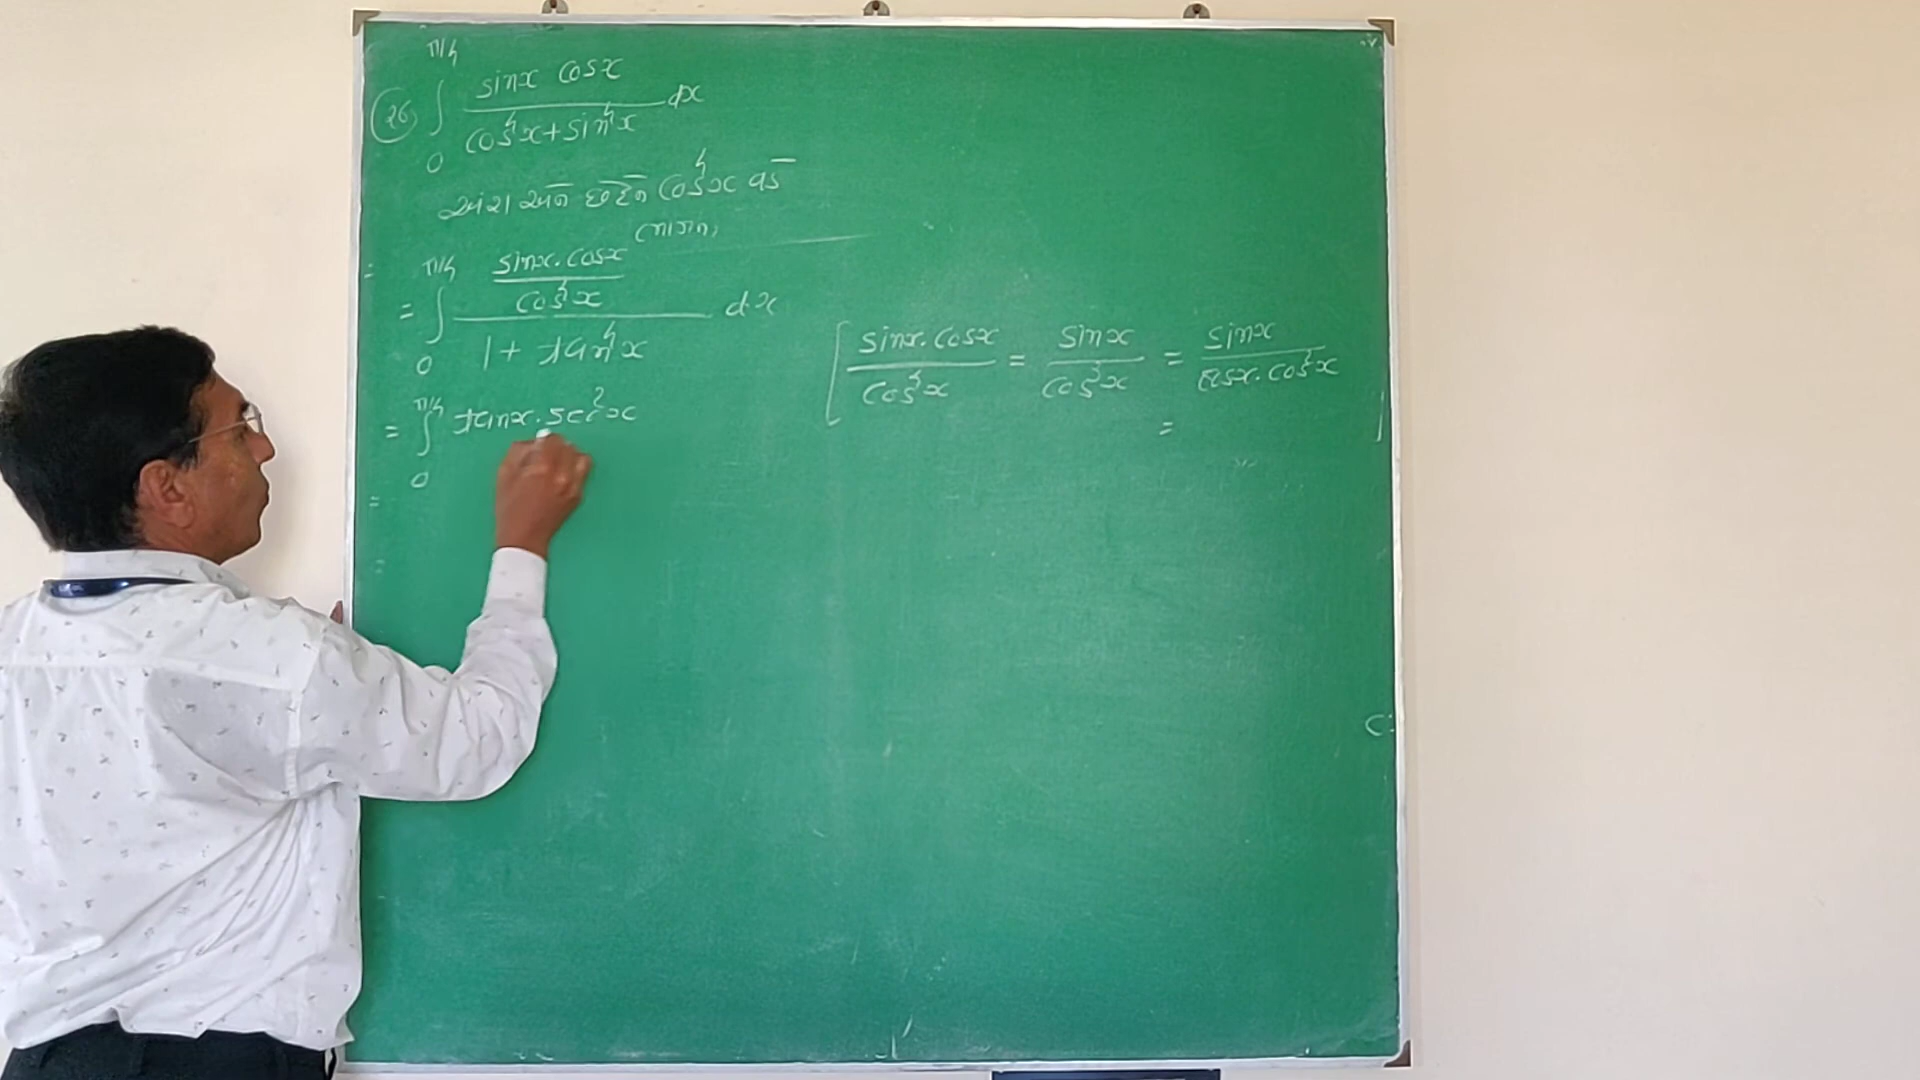 (26) ∫₀^{π/4} sinx cosx / (cos⁴x + sin⁴x) dx
અંશ અને છેદને cos⁴x વડે
ભાગતા,
= ∫₀^{π/4} (sinx.cosx / cos⁴x) / (1 + tan⁴x) dx
= ∫₀^{π/4} tanx.sec²x
[ sinx.cosx / cos⁴x = sinx / cos³x = sinx / cosx.cos²x
= ]